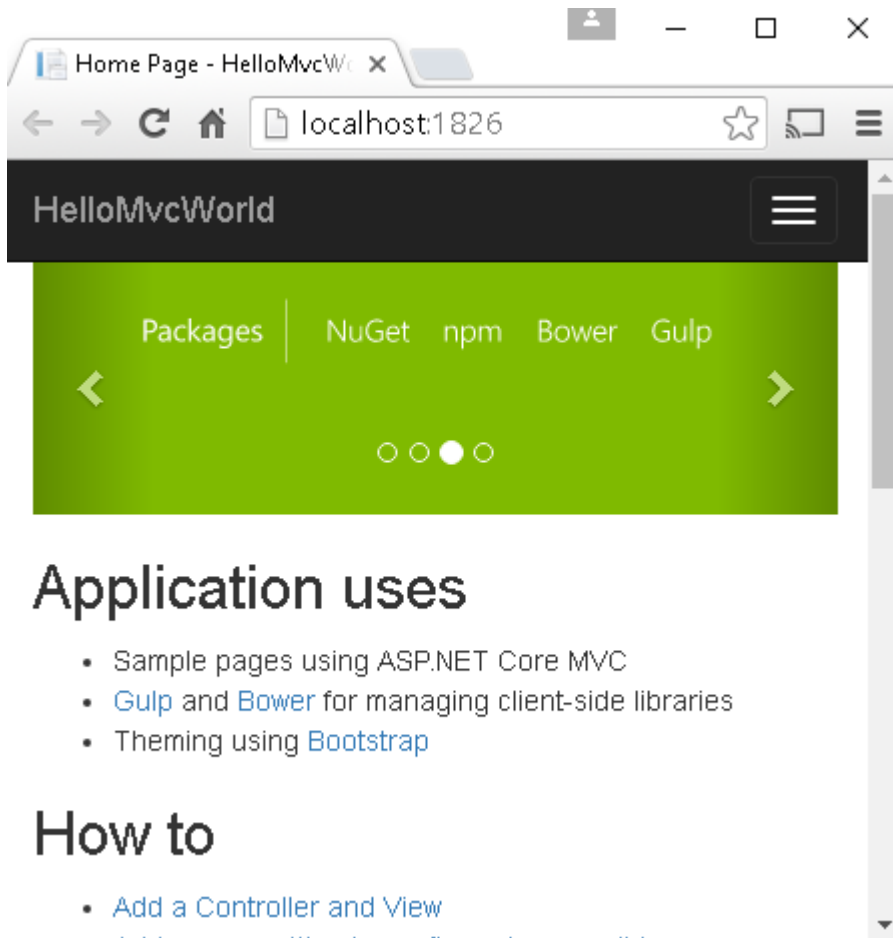 Home Page - HelloMvcWo
localhost:1826
HelloMvcWorld
Packages NuGet npm Bower Gulp
Application uses
Sample pages using ASP.NET Core MVC
Gulp and Bower for managing client-side libraries
Theming using Bootstrap
How to
Add a Controller and View